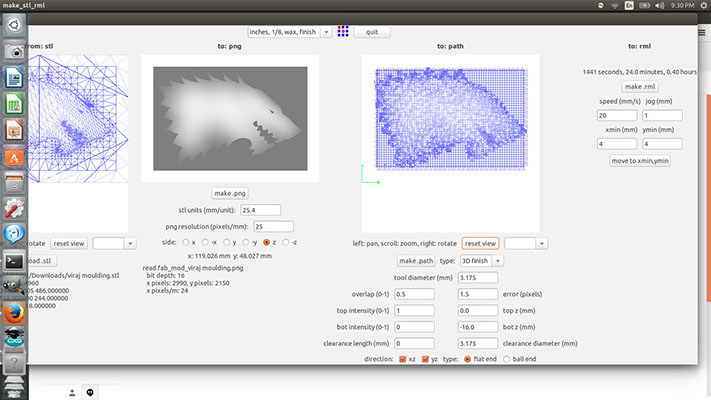 make_stl_rml
En
9:30 PM
inches, 1/8, wax, finish
quit
from: stl
to: png
to: path
to: rml
1441 seconds, 24.0 minutes, 0.40 hours
make .rml
speed (mm/s) jog (mm)
20 1
xmin (mm) ymin (mm)
4 4
move to xmin,ymin
make .png
stl units (mm/unit): 25.4
png resolution (pixels/mm): 25
side: x -x y -y z -z
x: 119.026 mm y: 48.027 mm
read fab_mod_viraj moulding.png
bit depth: 16
x pixels: 2990, y pixels: 2150
x pixels/m: 24
rotate reset view
load .stl
/Downloads/viraj moulding.stl
960
05 486.000000
.000000 244.000000
8.000000
left: pan, scroll: zoom, right: rotate reset view
make .path type: 3D finish
tool diameter (mm) 3.175
overlap (0-1) 0.5 1.5 error (pixels)
top intensity (0-1) 1 0.0 top z (mm)
bot intensity (0-1) 0 -16.0 bot z (mm)
clearance length (mm) 0 3.175 clearance diameter (mm)
direction: xz yz type: flat end ball end